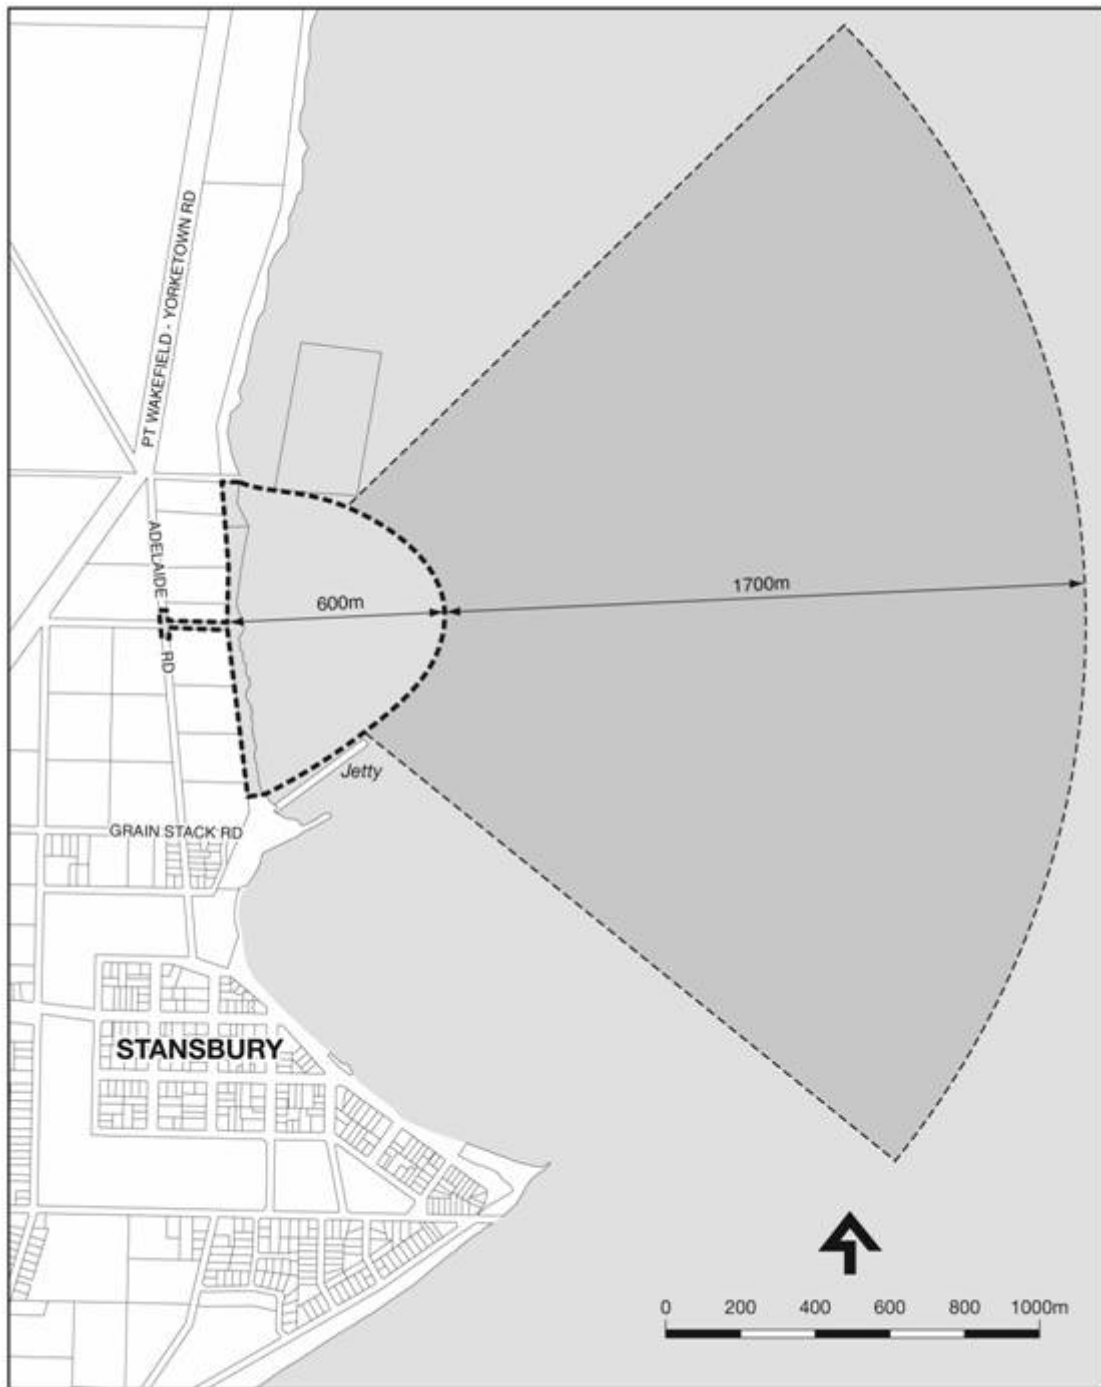 PT WAKEFIELD - YORKETOWN RD
ADELAIDE
RD
600m
1700m
Jetty
GRAIN STACK RD
STANSBURY
0 200 400 600 800 1000m